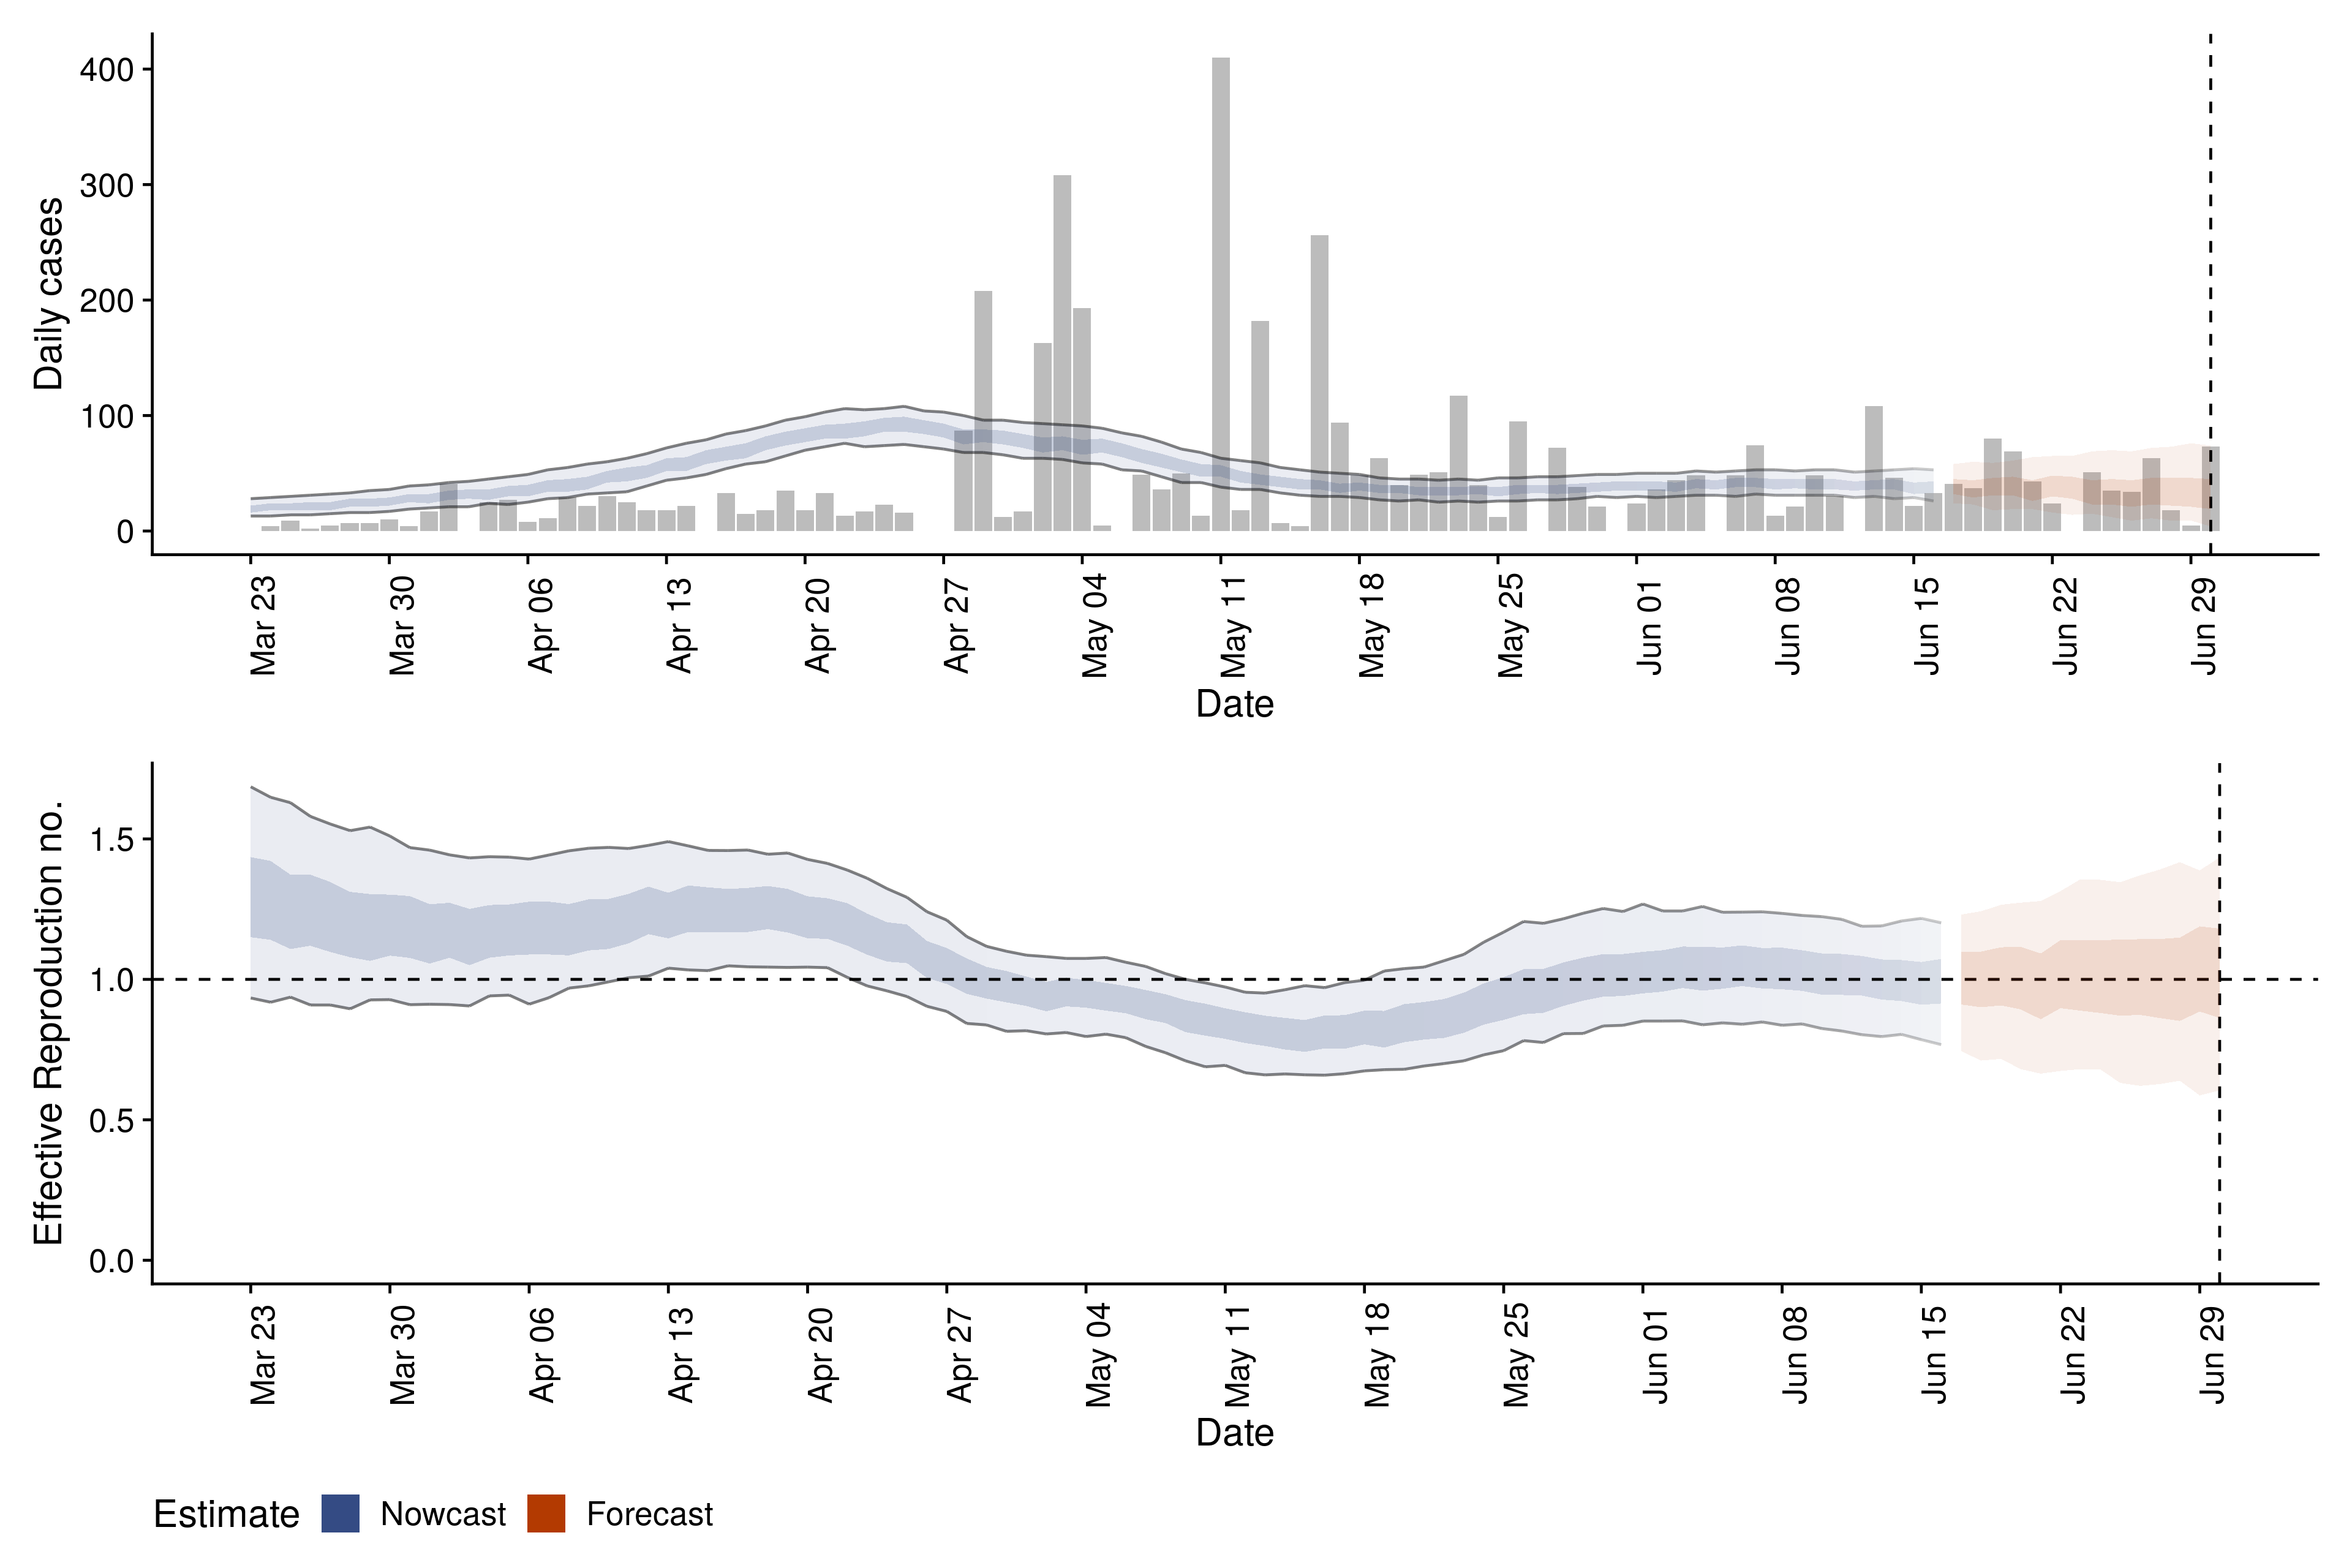 Daily cases
400
300
200
100
0
Mar 23
Mar 30
Apr 06
Apr 13
Apr 20
Apr 27
May 04
May 11
May 18
May 25
Jun 01
Jun 08
Jun 15
Jun 22
Jun 29
Date
Effective Reproduction no.
1.5
1.0
0.5
0.0
Mar 23
Mar 30
Apr 06
Apr 13
Apr 20
Apr 27
May 04
May 11
May 18
May 25
Jun 01
Jun 08
Jun 15
Jun 22
Jun 29
Date
Estimate Nowcast Forecast